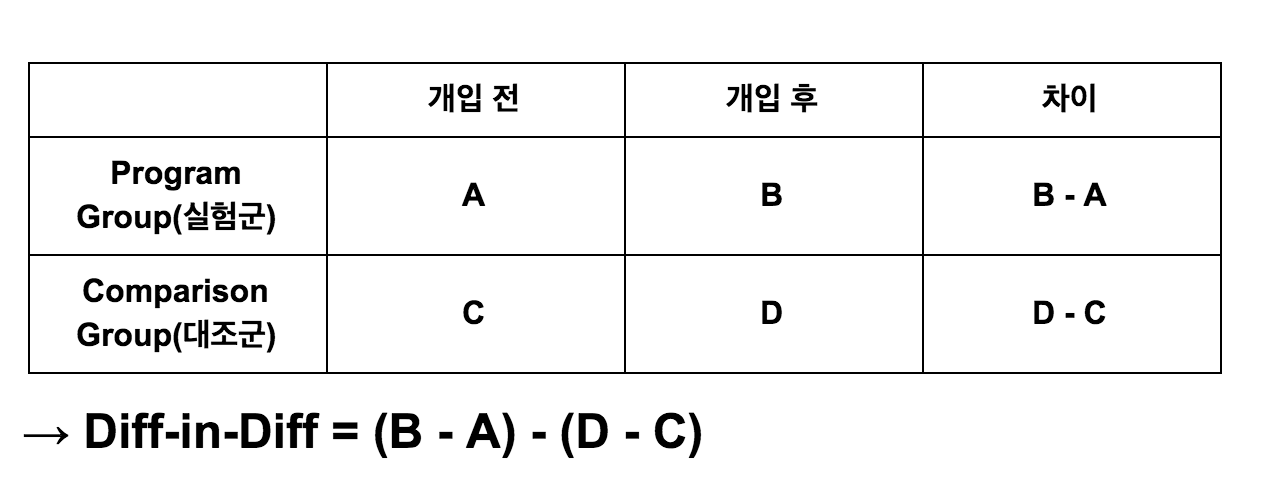 개입 전 개입 후 차이
Program
Group(실험군)
A B B - A
Comparison
Group(대조군)
C D D - C
→ Diff-in-Diff = (B - A) - (D - C)